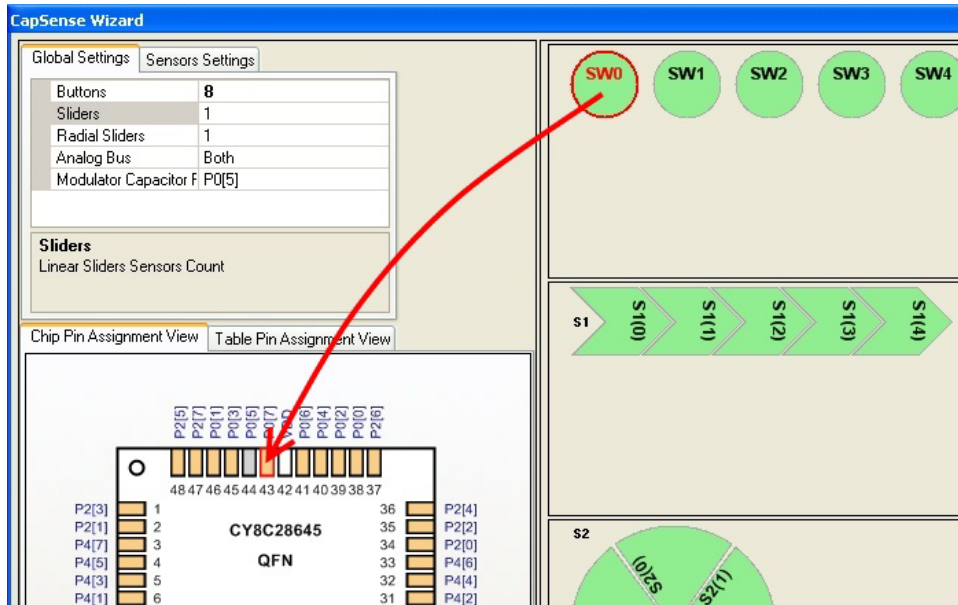 CapSense Wizard
Global Settings
Sensors Settings
Buttons 8
Sliders 1
Radial Sliders 1
Analog Bus Both
Modulator Capacitor F P0[5]
Sliders
Linear Sliders Sensors Count
Chip Pin Assignment View
Table Pin Assignment View
P2[5] P2[7] P0[1] P0[3] P0[5] P0[7] VDD P0[6] P0[4] P0[2] P0[0] P2[6]
48 47 46 45 44 43 42 41 40 39 38 37
P2[3] 1 36 P2[4]
P2[1] 2 35 P2[2]
P4[7] 3 34 P2[0]
P4[5] 4 33 P4[6]
P4[3] 5 32 P4[4]
P4[1] 6 31 P4[2]
CY8C28645
QFN
SW0 SW1 SW2 SW3 SW4
S1 S1(0) S1(1) S1(2) S1(3) S1(4)
S2
S2(0) S2(1)